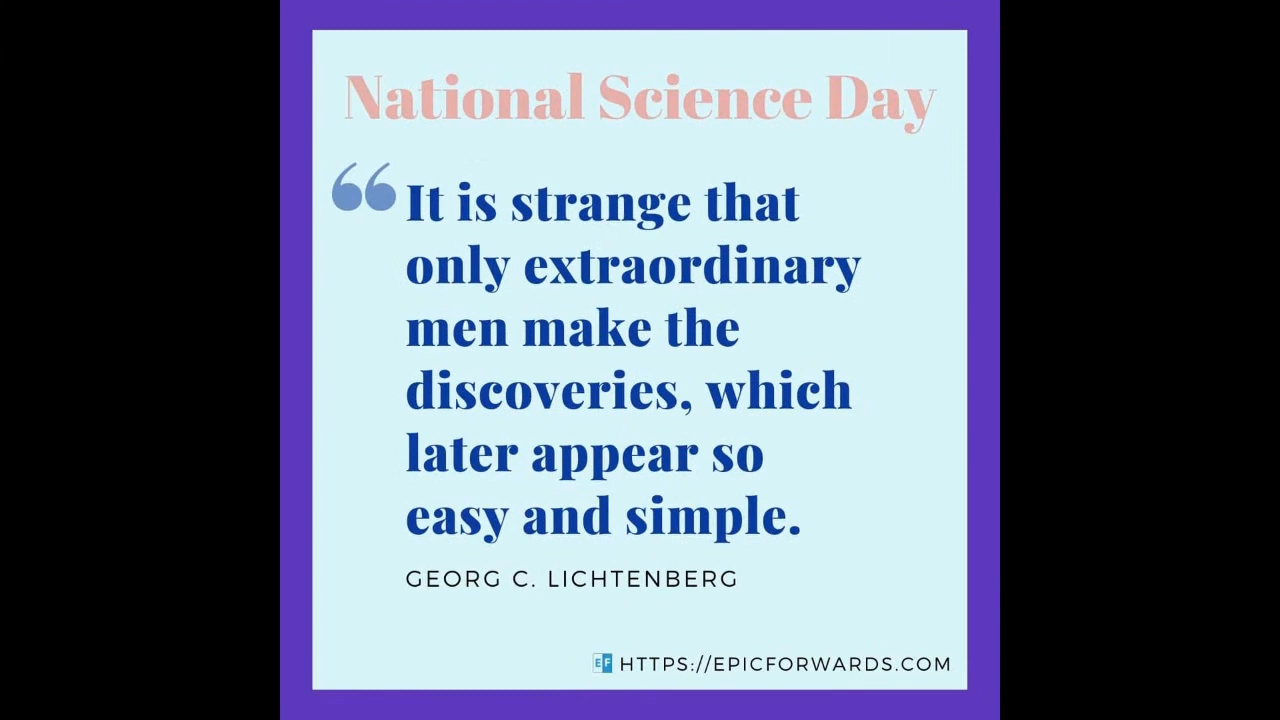 National Science Day
“ It is strange that
only extraordinary
men make the
discoveries, which
later appear so
easy and simple.
GEORG C. LICHTENBERG
EF HTTPS://EPICFORWARDS.COM